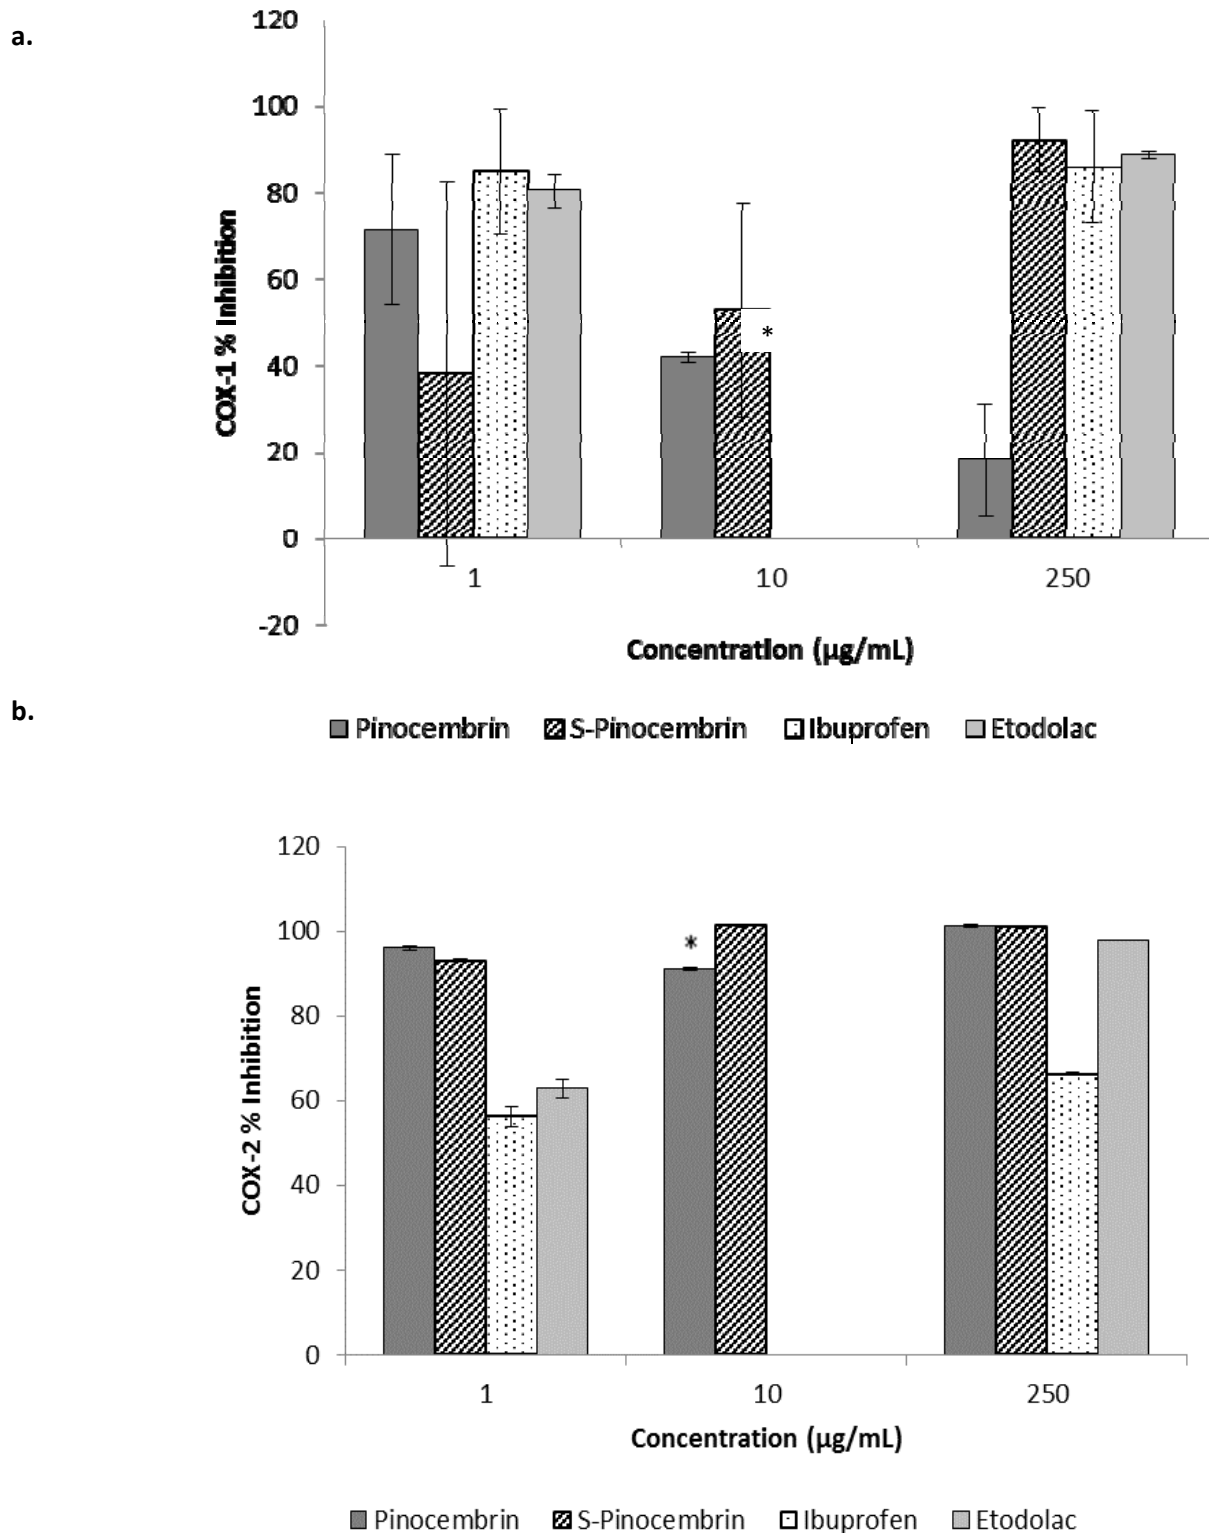 a.
120
100
80
60
40
20
0
-20
COX-1 % Inhibition
*
1 10 250
Concentration (µg/mL)
b.
Pinocembrin S-Pinocembrin Ibuprofen Etodolac
120
100
80
60
40
20
0
COX-2 % Inhibition
*
1 10 250
Concentration (µg/mL)
Pinocembrin S-Pinocembrin Ibuprofen Etodolac